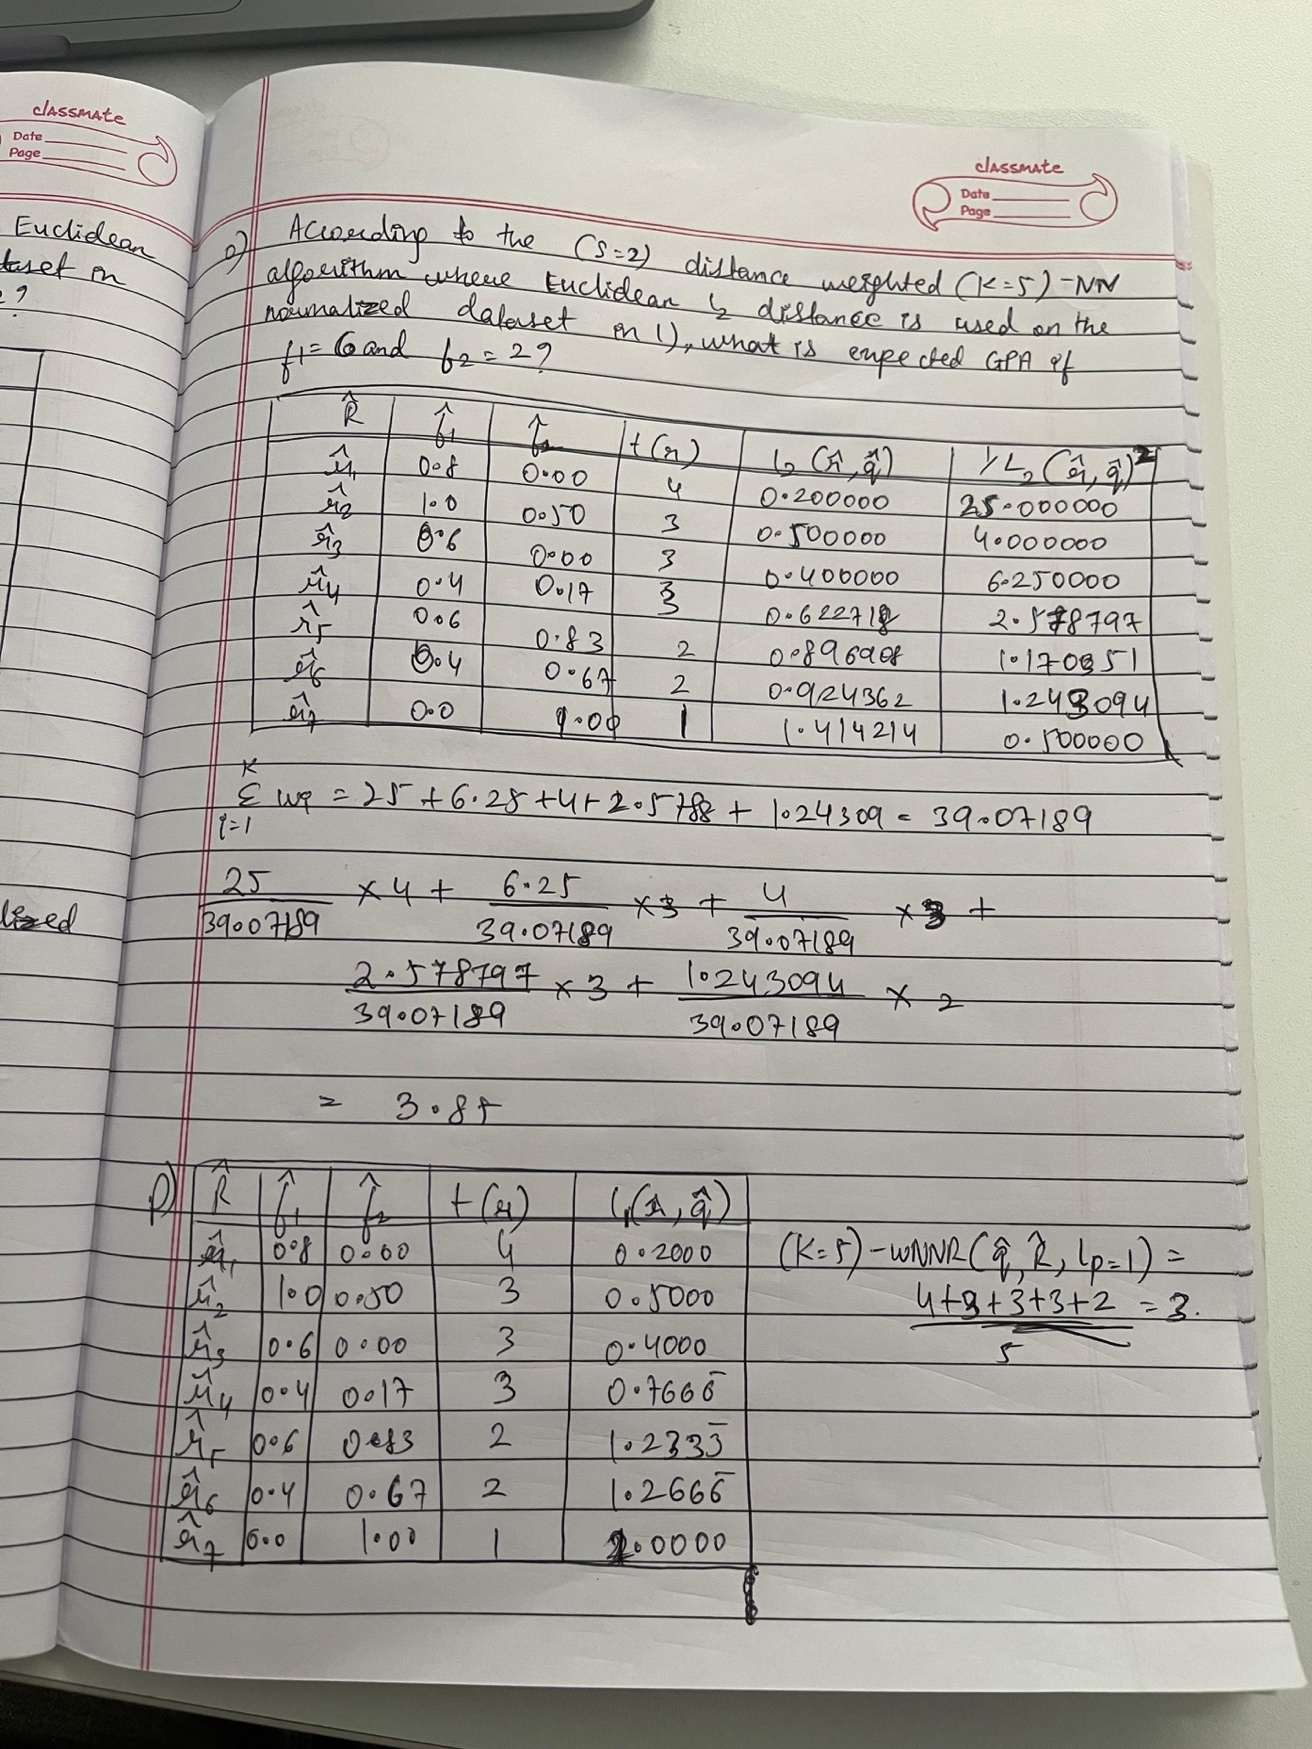 classmate
Date
Page
Euclidean
classmate
Date
Page
o) According to the (S=2) distance weighted (K=5)-NN
algorithm where Euclidean L2 distance is used on the
normalized dataset in 1), what is expected GPA of
f1=6 and f2=2?
R̂ f̂1 f̂2 t(r) L2(r̂,q̂) 1/L2(r̂,q̂)²
r̂1 0.8 0.00 4 0.200000 25.000000
r̂2 1.0 0.50 3 0.500000 4.000000
r̂3 0.6 0.00 3 0.400000 6.250000
r̂4 0.4 0.17 3 0.622718 2.578797
r̂5 0.6 0.83 2 0.896908 1.170351
r̂6 0.4 0.67 2 0.924362 1.243094
r̂7 0.0 1.00 1 1.414214 0.500000
K
Σ wq = 25 + 6.25 + 4 + 2.5788 + 1.24309 = 39.07189
i=1
25/39.07189 × 4 + 6.25/39.07189 × 3 + 4/39.07189 × 3 +
2.578797/39.07189 × 3 + 1.243094/39.07189 × 2
= 3.85
p) R̂ f̂1 f̂2 t(r) L1(r̂,q̂)
r̂1 0.8 0.00 4 0.2000
r̂2 1.0 0.50 3 0.5000
r̂3 0.6 0.00 3 0.4000
r̂4 0.4 0.17 3 0.7666̄
r̂5 0.6 0.83 2 1.2333̄
r̂6 0.4 0.67 2 1.2666̄
r̂7 0.0 1.00 1 2.0000
(K=5)-WNNR(q̂, R̂, Lp=1) =
4+3+3+3+2/5 = 3.